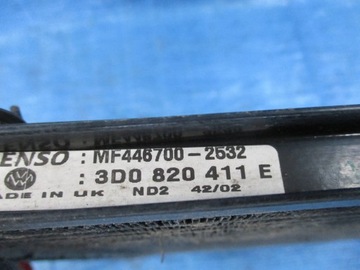 ENSO : MF446700-2532
: 3D0 820 411 E
ADE IN UK ND2 42/02